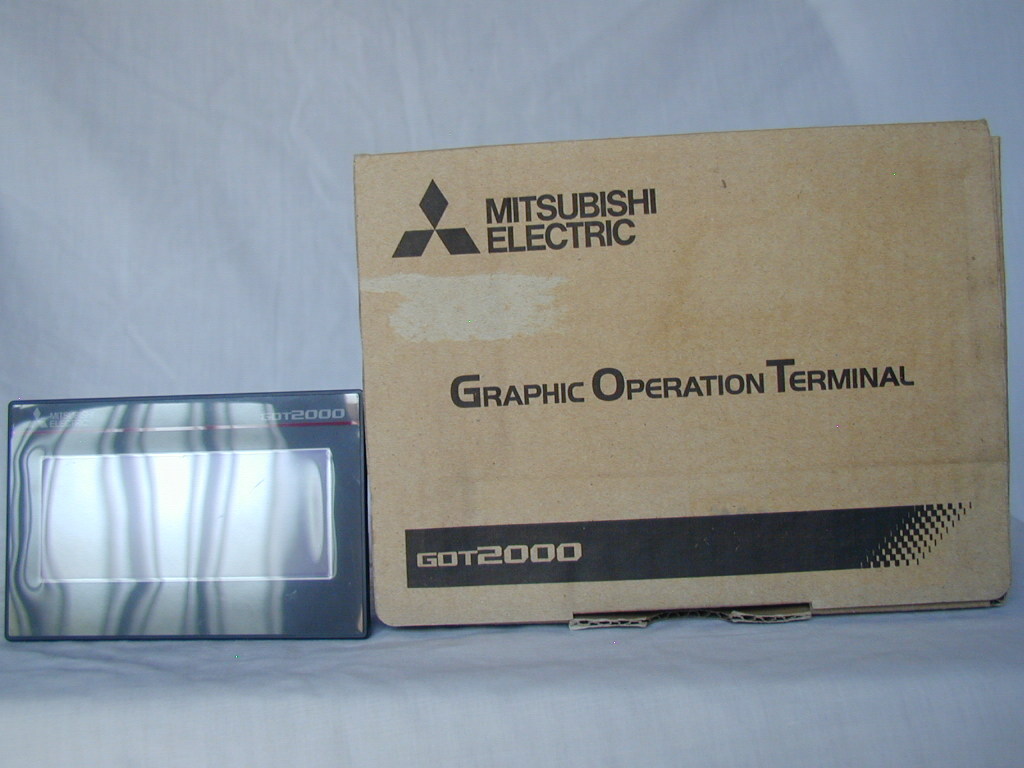 MITSUBISHI
ELECTRIC
GRAPHIC OPERATION TERMINAL
GOT2000
GOT2000